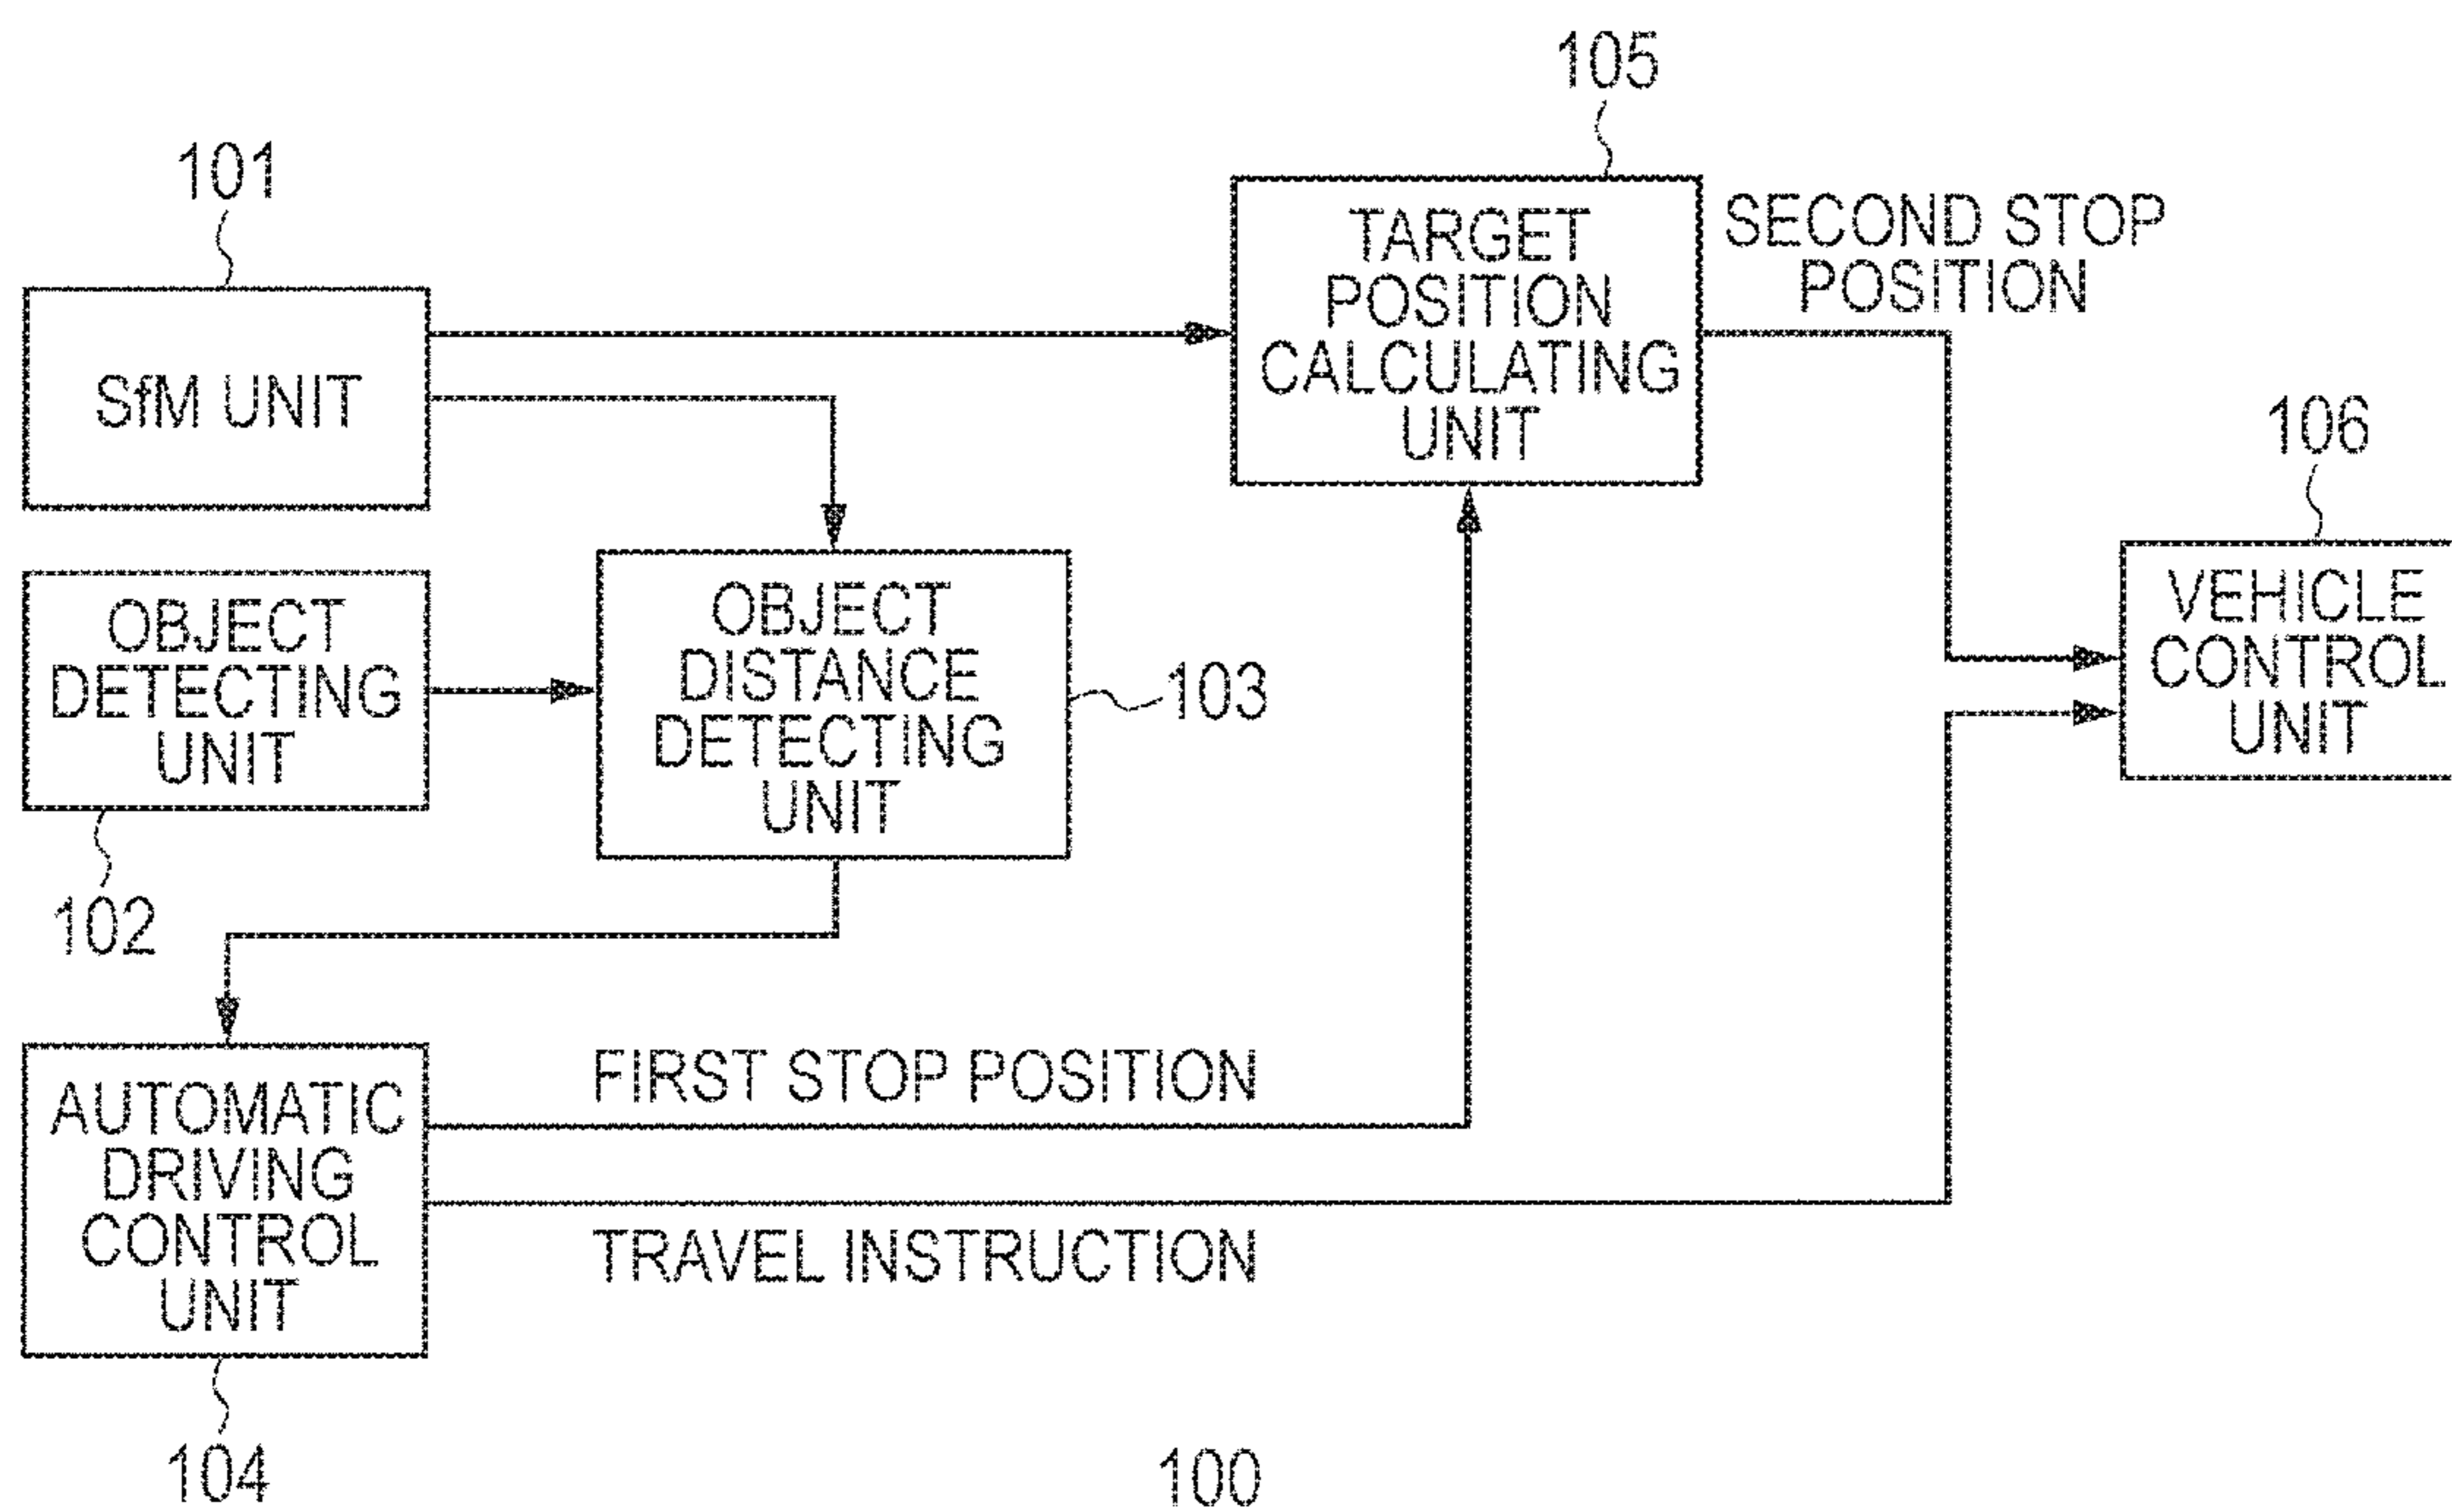 105
101
TARGET
POSITION
CALCULATING
UNIT
SECOND STOP
POSITION
SfM UNIT
106
OBJECT
DETECTING
UNIT
OBJECT
DISTANCE
DETECTING
UNIT
103
VEHICLE
CONTROL
UNIT
102
AUTOMATIC
DRIVING
CONTROL
UNIT
FIRST STOP POSITION
TRAVEL INSTRUCTION
104
100